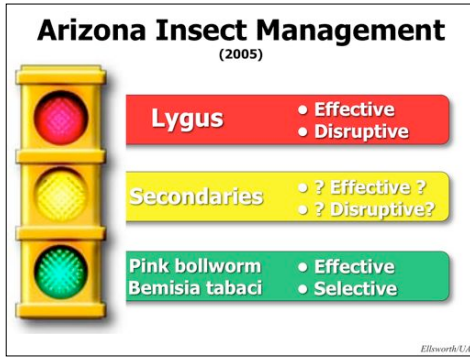 Arizona Insect Management
(2005)
Lygus
• Effective
• Disruptive
Secondaries
• ? Effective ?
• ? Disruptive?
Pink bollworm
Bemisia tabaci
• Effective
• Selective
Ellsworth/UA